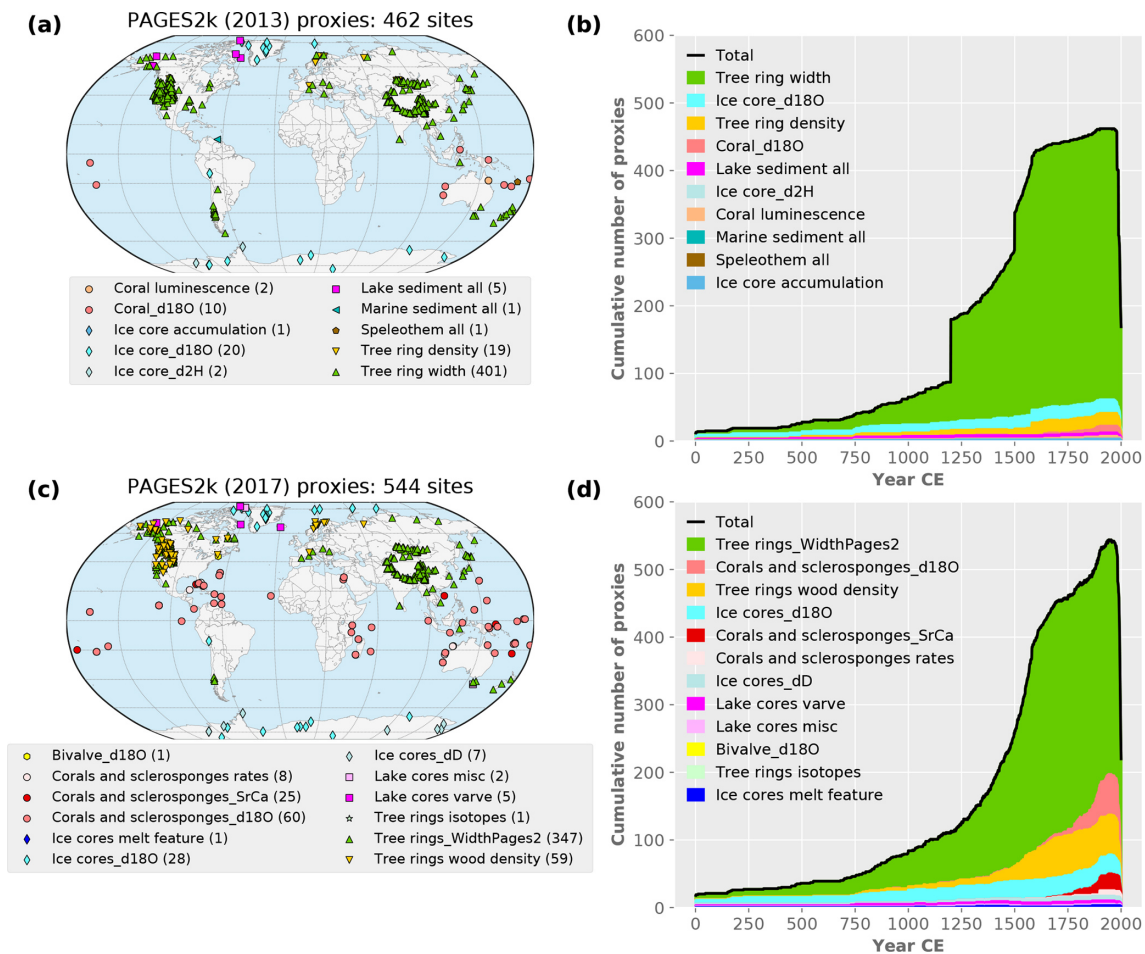 (a)
PAGES2k (2013) proxies: 462 sites
Coral luminescence (2)
Coral_d18O (10)
Ice core accumulation (1)
Ice core_d18O (20)
Ice core_d2H (2)
Lake sediment all (5)
Marine sediment all (1)
Speleothem all (1)
Tree ring density (19)
Tree ring width (401)
(b)
600
500
400
300
200
100
0
Cumulative number of proxies
Total
Tree ring width
Ice core_d18O
Tree ring density
Coral_d18O
Lake sediment all
Ice core_d2H
Coral luminescence
Marine sediment all
Speleothem all
Ice core accumulation
0 250 500 750 1000 1250 1500 1750 2000
Year CE
(c)
PAGES2k (2017) proxies: 544 sites
Bivalve_d18O (1)
Corals and sclerosponges rates (8)
Corals and sclerosponges_SrCa (25)
Corals and sclerosponges_d18O (60)
Ice cores melt feature (1)
Ice cores_d18O (28)
Ice cores_dD (7)
Lake cores misc (2)
Lake cores varve (5)
Tree rings isotopes (1)
Tree rings_WidthPages2 (347)
Tree rings wood density (59)
(d)
600
500
400
300
200
100
0
Cumulative number of proxies
Total
Tree rings_WidthPages2
Corals and sclerosponges_d18O
Tree rings wood density
Ice cores_d18O
Corals and sclerosponges_SrCa
Corals and sclerosponges rates
Ice cores_dD
Lake cores varve
Lake cores misc
Bivalve_d18O
Tree rings isotopes
Ice cores melt feature
0 250 500 750 1000 1250 1500 1750 2000
Year CE